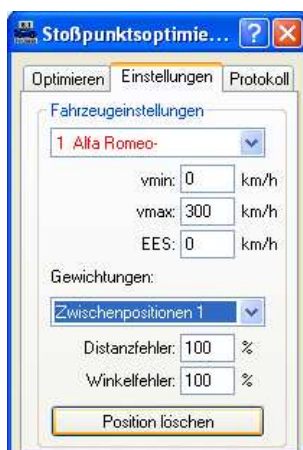 Stoßpunktsoptimie... ? X
Optimieren Einstellungen Protokoll
Fahrzeugeinstellungen
1 Alfa Romeo-
vmin: 0 km/h
vmax: 300 km/h
EES: 0 km/h
Gewichtungen:
Zwischenpositionen 1
Distanzfehler: 100 %
Winkelfehler: 100 %
Position löschen